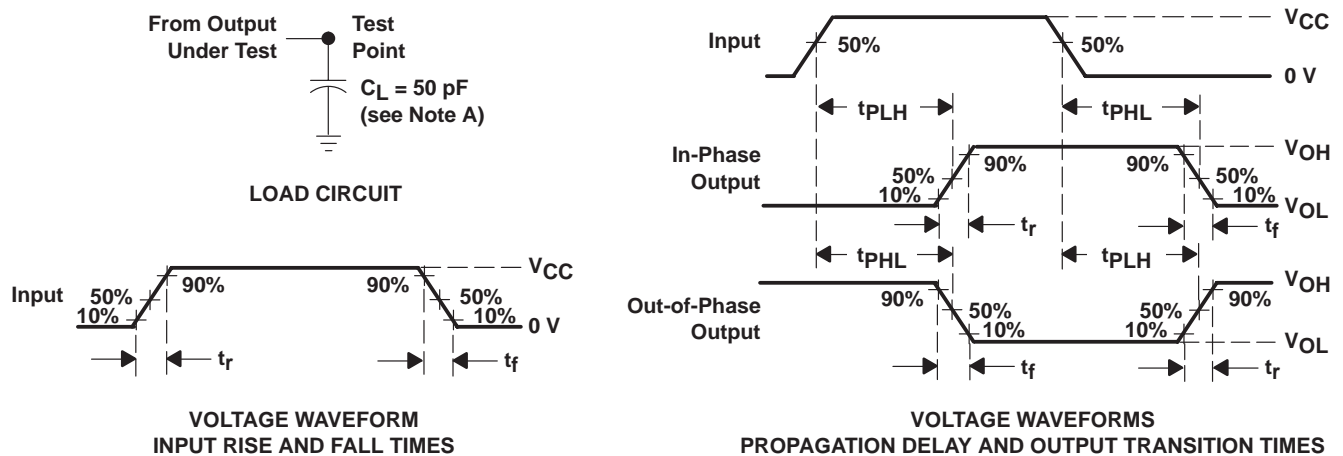 From Output
Under Test
Test
Point
CL = 50 pF
(see Note A)
LOAD CIRCUIT
Input
50%
10%
90%
90%
50%
10%
VCC
0 V
tr
tf
VOLTAGE WAVEFORM
INPUT RISE AND FALL TIMES
Input
50%
50%
VCC
0 V
tPLH
tPHL
In-Phase
Output
50%
10%
90%
90%
50%
10%
VOH
VOL
tr
tf
tPHL
tPLH
Out-of-Phase
Output
90%
50%
10%
50%
10%
90%
VOH
VOL
tf
tr
VOLTAGE WAVEFORMS
PROPAGATION DELAY AND OUTPUT TRANSITION TIMES